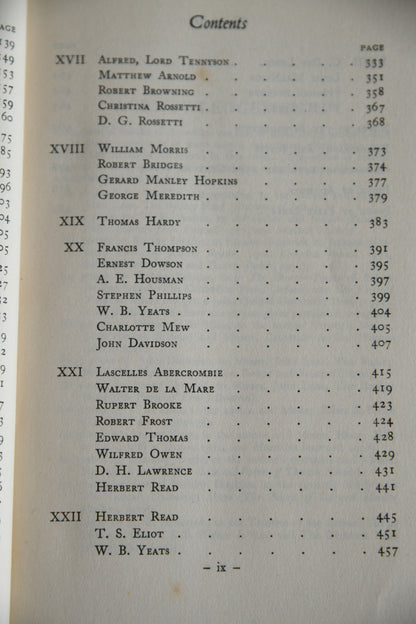 Contents
PAGE
XVII ALFRED, LORD TENNYSON . . . . . 333
MATTHEW ARNOLD . . . . . 351
ROBERT BROWNING . . . . . 358
CHRISTINA ROSSETTI . . . . . 367
D. G. ROSSETTI . . . . . 368
XVIII WILLIAM MORRIS . . . . . 373
ROBERT BRIDGES . . . . . 374
GERARD MANLEY HOPKINS . . . . 377
GEORGE MEREDITH . . . . . 379
XIX THOMAS HARDY . . . . . 383
XX FRANCIS THOMPSON . . . . . 391
ERNEST DOWSON . . . . . 395
A. E. HOUSMAN . . . . . 397
STEPHEN PHILLIPS . . . . . 399
W. B. YEATS . . . . . . 404
CHARLOTTE MEW . . . . . 405
JOHN DAVIDSON . . . . . 407
XXI LASCELLES ABERCROMBIE . . . . 415
WALTER DE LA MARE . . . . 419
RUPERT BROOKE . . . . . 423
ROBERT FROST . . . . . 424
EDWARD THOMAS . . . . . 428
WILFRED OWEN . . . . . 429
D. H. LAWRENCE . . . . . 431
HERBERT READ . . . . . 441
XXII HERBERT READ . . . . . 445
T. S. ELIOT . . . . . . 451
W. B. YEATS . . . . . . 457
– ix –